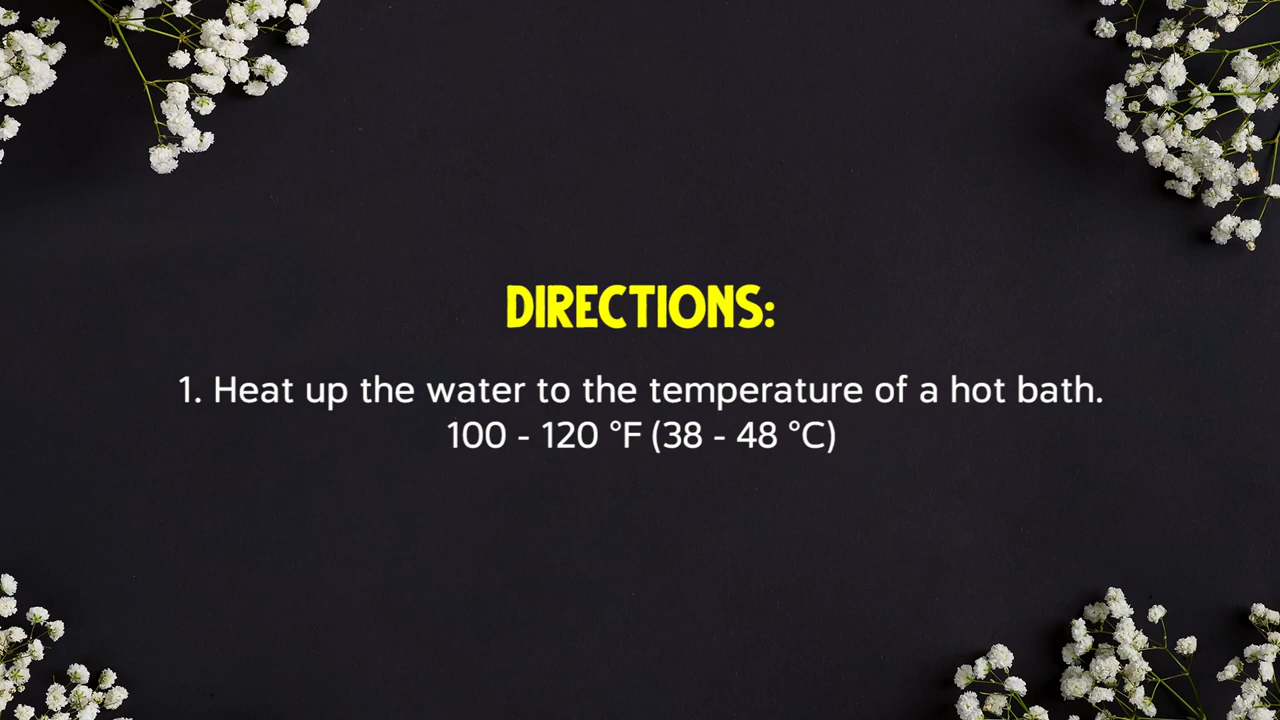 DIRECTIONS:
1. Heat up the water to the temperature of a hot bath.
100 - 120 °F (38 - 48 °C)